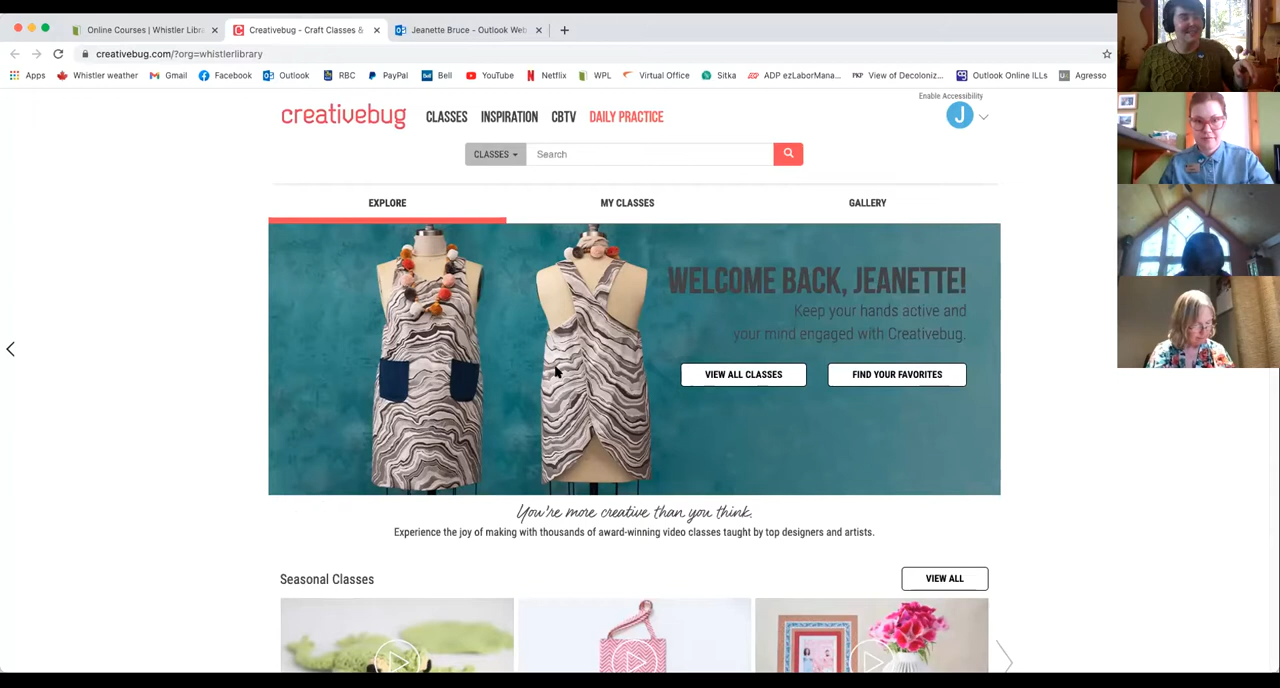 Online Courses | Whistler Libra
Creativebug - Craft Classes &
Jeanette Bruce - Outlook Web
creativebug.com/?org=whistlerlibrary
Apps Whistler weather Gmail Facebook Outlook RBC PayPal Bell YouTube Netflix WPL Virtual Office Sitka ADP ezLaborMana... View of Decoloniz... Outlook Online ILLs Agresso
Enable Accessibility
creativebug CLASSES INSPIRATION CBTV DAILY PRACTICE J
CLASSES Search
EXPLORE MY CLASSES GALLERY
WELCOME BACK, JEANETTE!
Keep your hands active and
your mind engaged with Creativebug.
VIEW ALL CLASSES FIND YOUR FAVORITES
You're more creative than you think.
Experience the joy of making with thousands of award-winning video classes taught by top designers and artists.
Seasonal Classes VIEW ALL